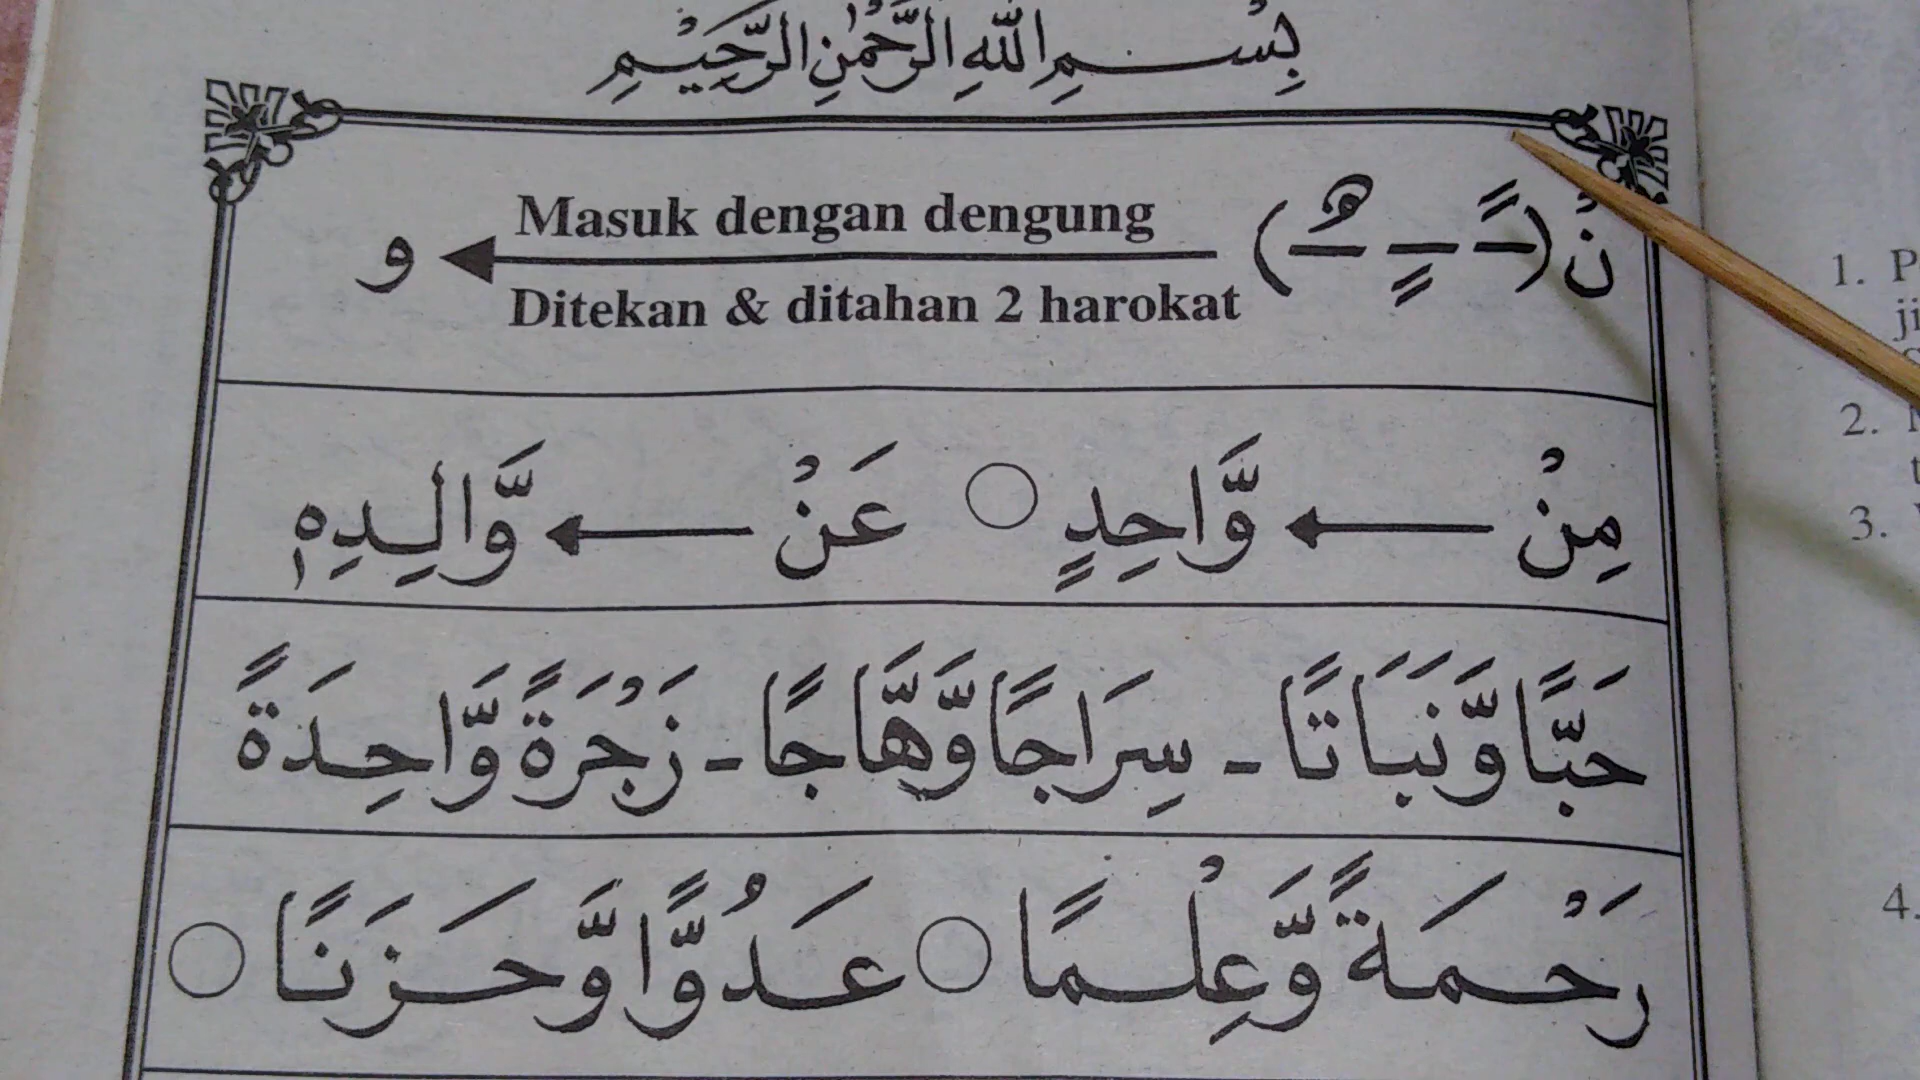 بِسْمِ اللّٰهِ الرَّحْمٰنِ الرَّحِيْمِ
نْ (ـًـ ـٍـ ـٌـ)
Masuk dengan dengung
Ditekan & ditahan 2 harokat
و
مِنْ وَّاحِدٍ ○ عَنْ وَّالِدِهٖ
حَبًّا وَّنَبَاتًا - سِرَاجًا وَّهَّاجًا - زَجْرَةً وَّاحِدَةً
رَحْمَةً وَّعِلْمًا ○ عَدُوًّا وَّحَزَنًا ○
1. P
ji
2.
t
3.
4.